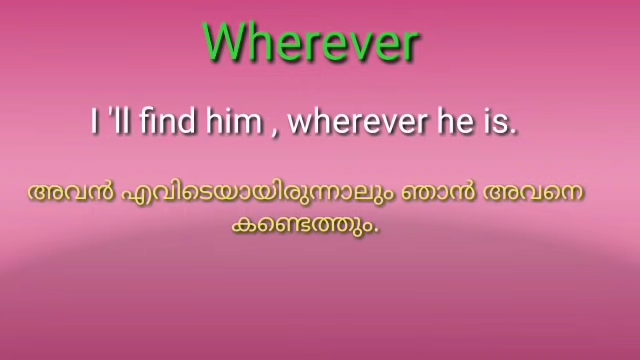 Wherever
I 'll find him , wherever he is.
അവൻ എവിടെയായിരുന്നാലും ഞാൻ അവനെ
കണ്ടെത്തും.